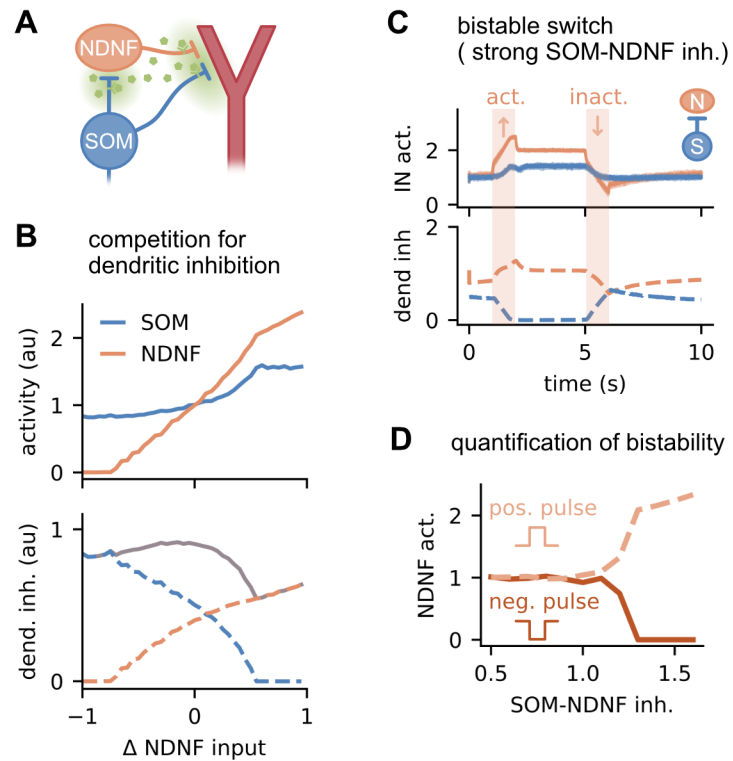 A
NDNF
SOM
B
competition for
dendritic inhibition
SOM
NDNF
activity (au)
2
1
0
dend. inh. (au)
1
0
−1
0
1
Δ NDNF input
C
bistable switch
( strong SOM-NDNF inh.)
act.
inact.
↑
↓
N
S
IN act.
2
0
dend inh
2
0
0
5
10
time (s)
D
quantification of bistability
NDNF act.
2
1
0
pos. pulse
neg. pulse
0.5
1.0
1.5
SOM-NDNF inh.